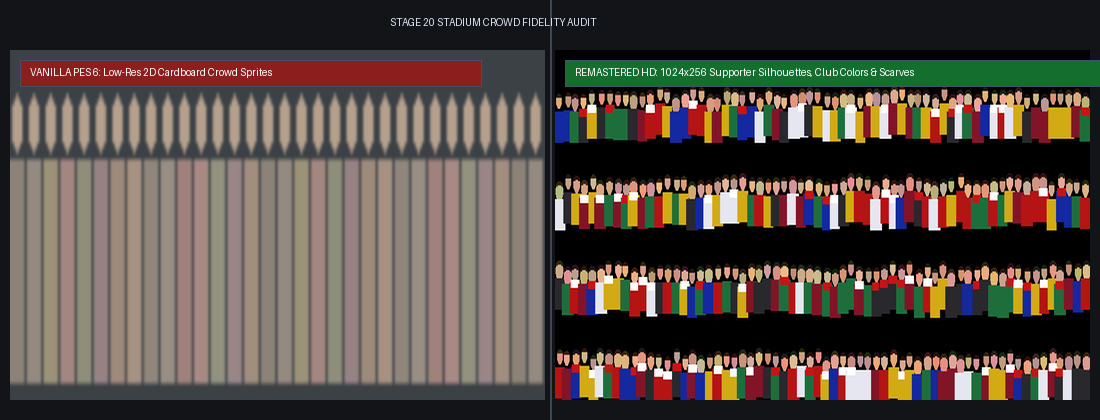 STAGE 20 STADIUM CROWD FIDELITY AUDIT
VANILLA PES 6: Low-Res 2D Cardboard Crowd Sprites
REMASTERED HD: 1024x256 Supporter Silhouettes, Club Colors & Scarves